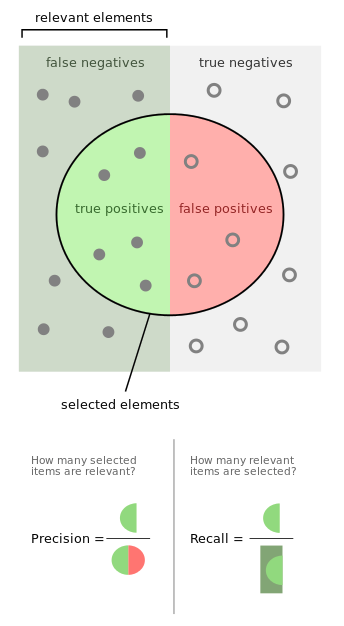 relevant elements
false negatives
true negatives
true positives
false positives
selected elements
How many selected
items are relevant?
How many relevant
items are selected?
Precision =
Recall =